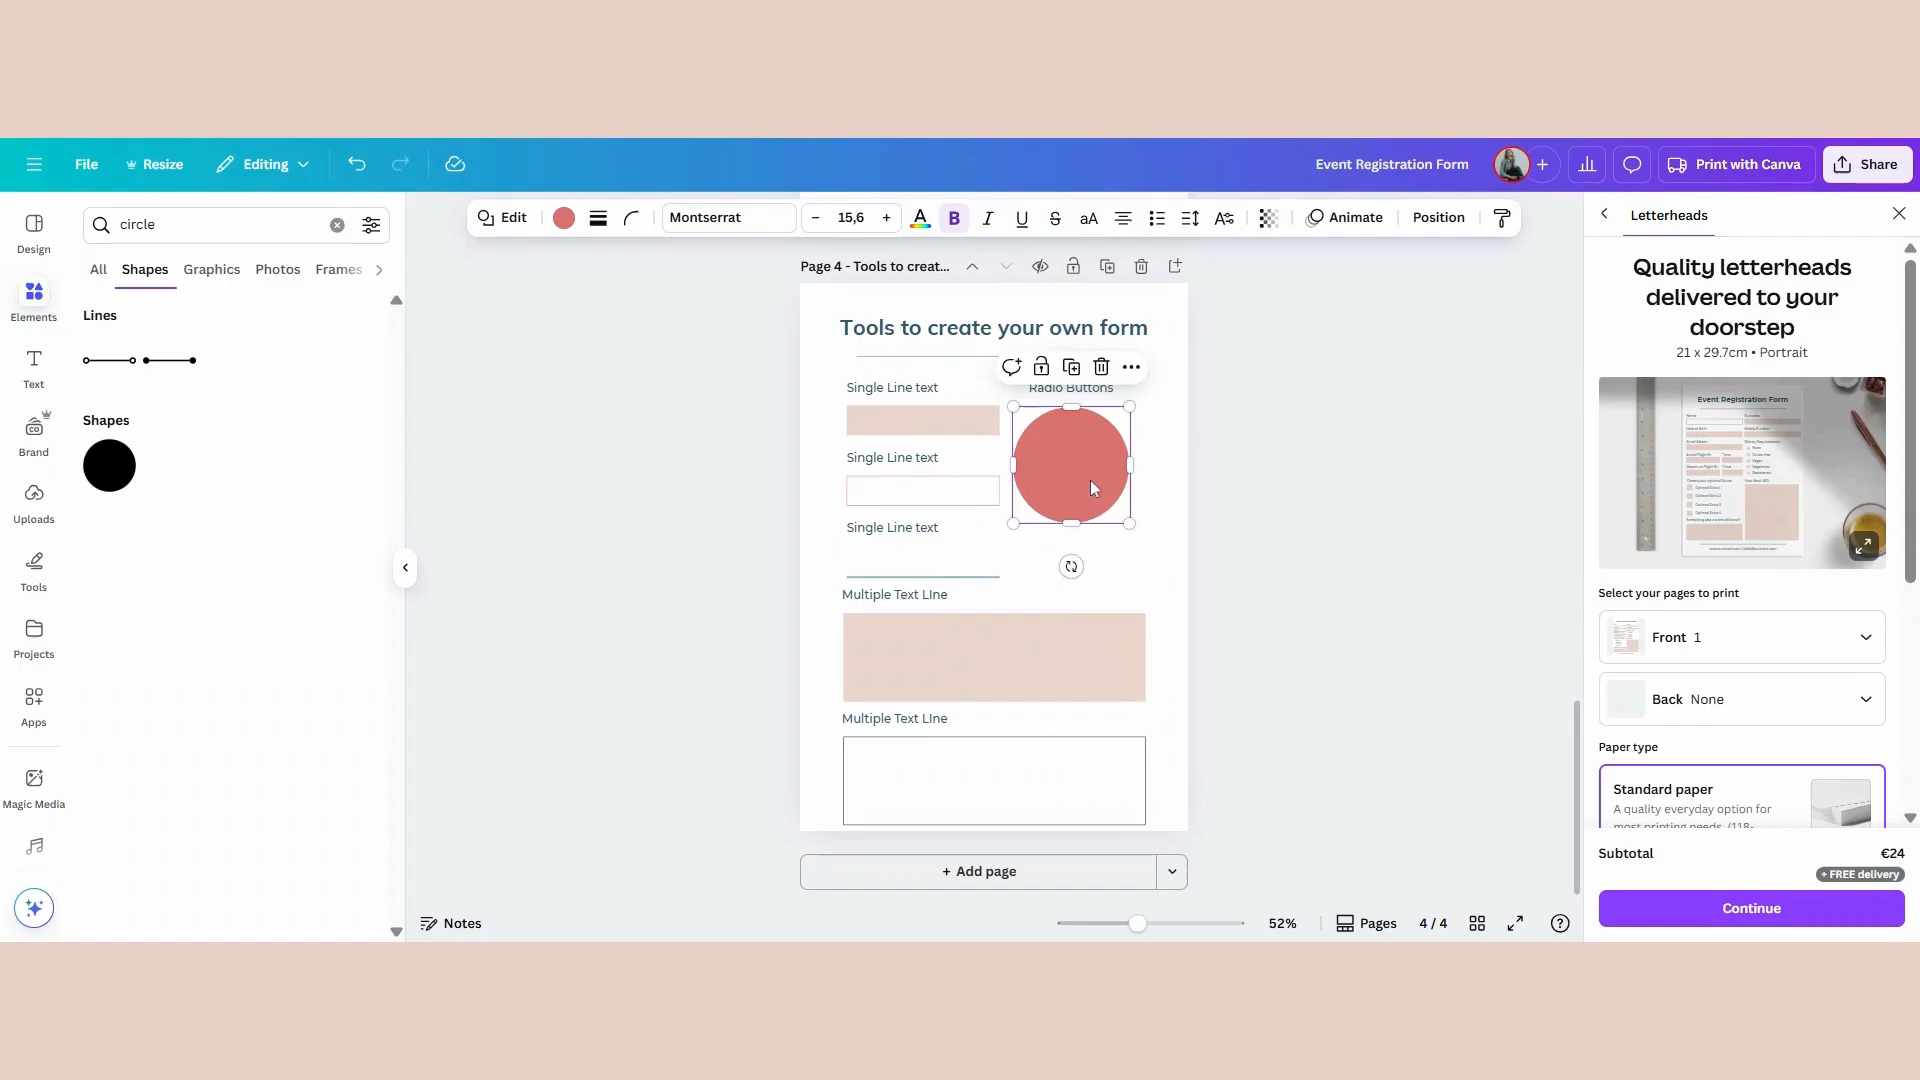 File
Resize
Editing
Event Registration Form
Print with Canva
Share
Design
Elements
Text
Brand
Uploads
Tools
Projects
Apps
Magic Media
circle
All
Shapes
Graphics
Photos
Frames
Lines
Shapes
Edit
Montserrat
– 15,6 +
A
B
I
U
S
aA
Animate
Position
Page 4 - Tools to creat...
Tools to create your own form
Single Line text
Radio Buttons
Single Line text
Single Line text
Multiple Text LIne
Multiple Text LIne
+ Add page
Notes
52%
Pages
4 / 4
Letterheads
Quality letterheads
delivered to your
doorstep
21 x 29.7cm • Portrait
Event Registration Form
Select your pages to print
Front 1
Back None
Paper type
Standard paper
A quality everyday option for
most printing needs. (118-
Subtotal
€24
+ FREE delivery
Continue